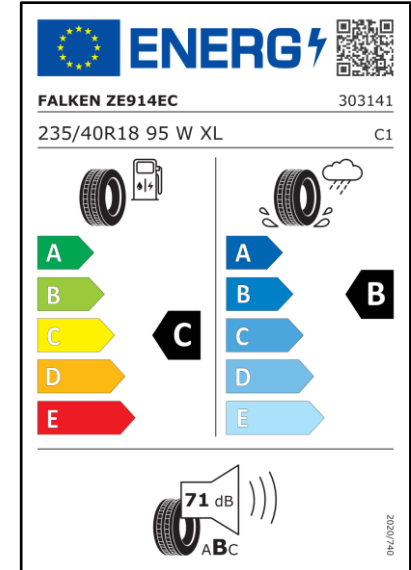 ENERG
FALKEN ZE914EC 303141
235/40R18 95 W XL C1
A A
B B B
C C C
D D
E E
71 dB
ABC
2020/740